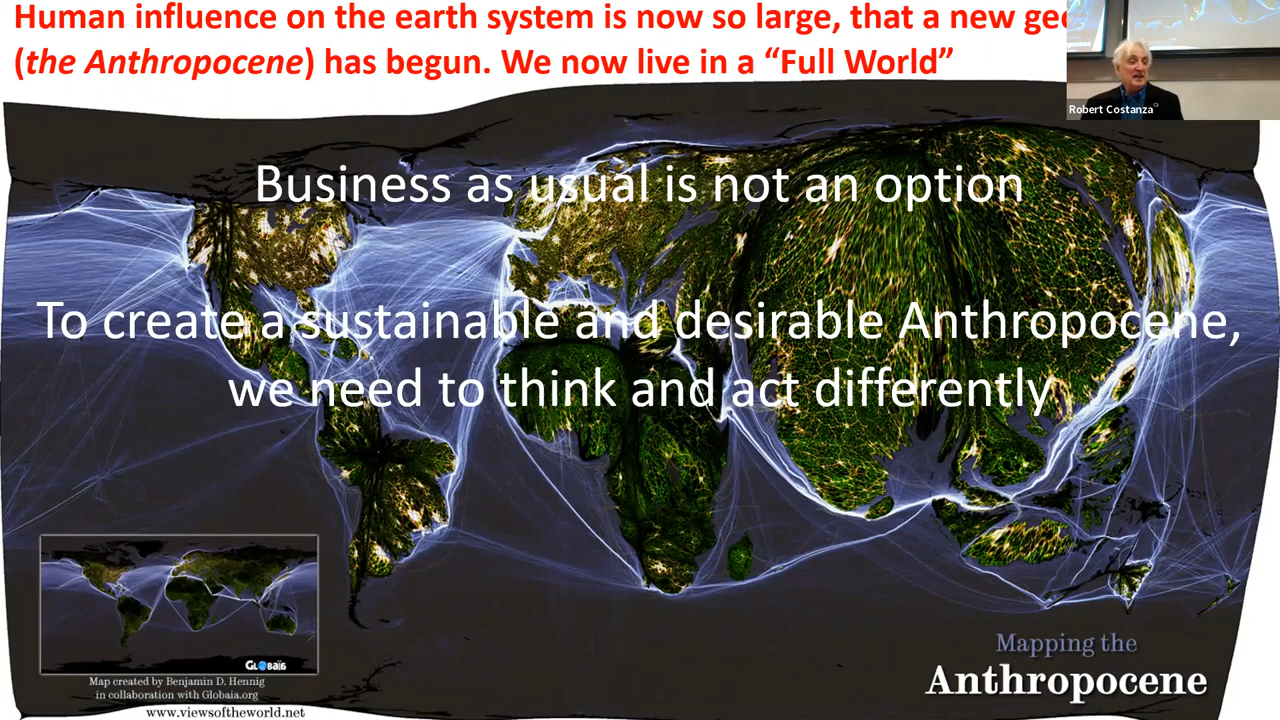 Human influence on the earth system is now so large, that a new
(the Anthropocene) has begun. We now live in a “Full World”
Robert Costanza
Business as usual is not an option
To create a sustainable and desirable Anthropocene,
we need to think and act differently
GLOBAÏA
Map created by Benjamin D. Hennig
in collaboration with Globaia.org
www.viewsoftheworld.net
Mapping the
Anthropocene